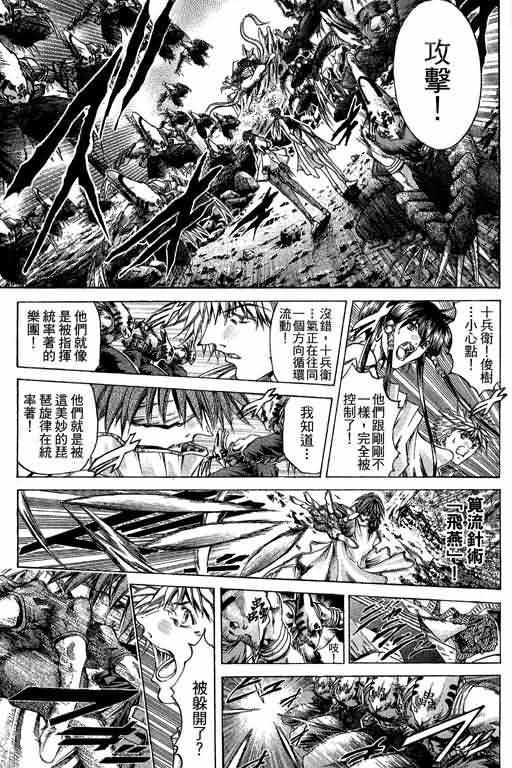 攻擊！
十兵衛！俊樹
…小心點！
他們跟剛剛不
一樣，完全被
控制了！
沒錯，十兵衛
…氣正在往同
一個方向循環
流動！
他們就像
是被指揮
統率著的
樂團！
我知道
…
他們就是被
這美妙的琵
琶旋律在統
率著！
筧流針術
「飛燕」！
吱！
被躲開了？